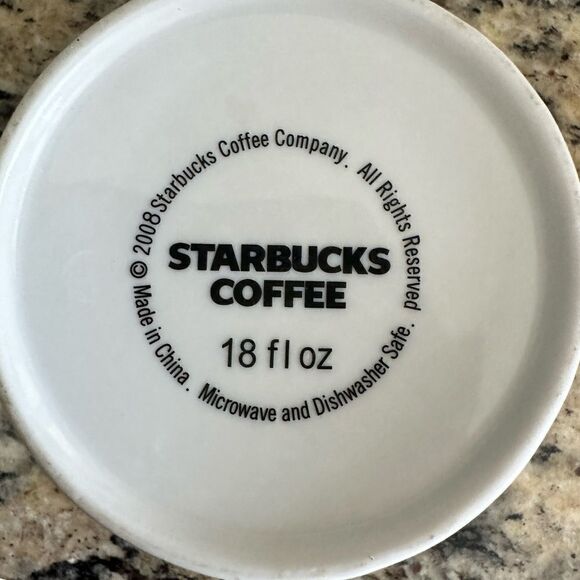 © 2008 Starbucks Coffee Company. All Rights Reserved
STARBUCKS
COFFEE
18 fl oz
Made in China. Microwave and Dishwasher Safe.